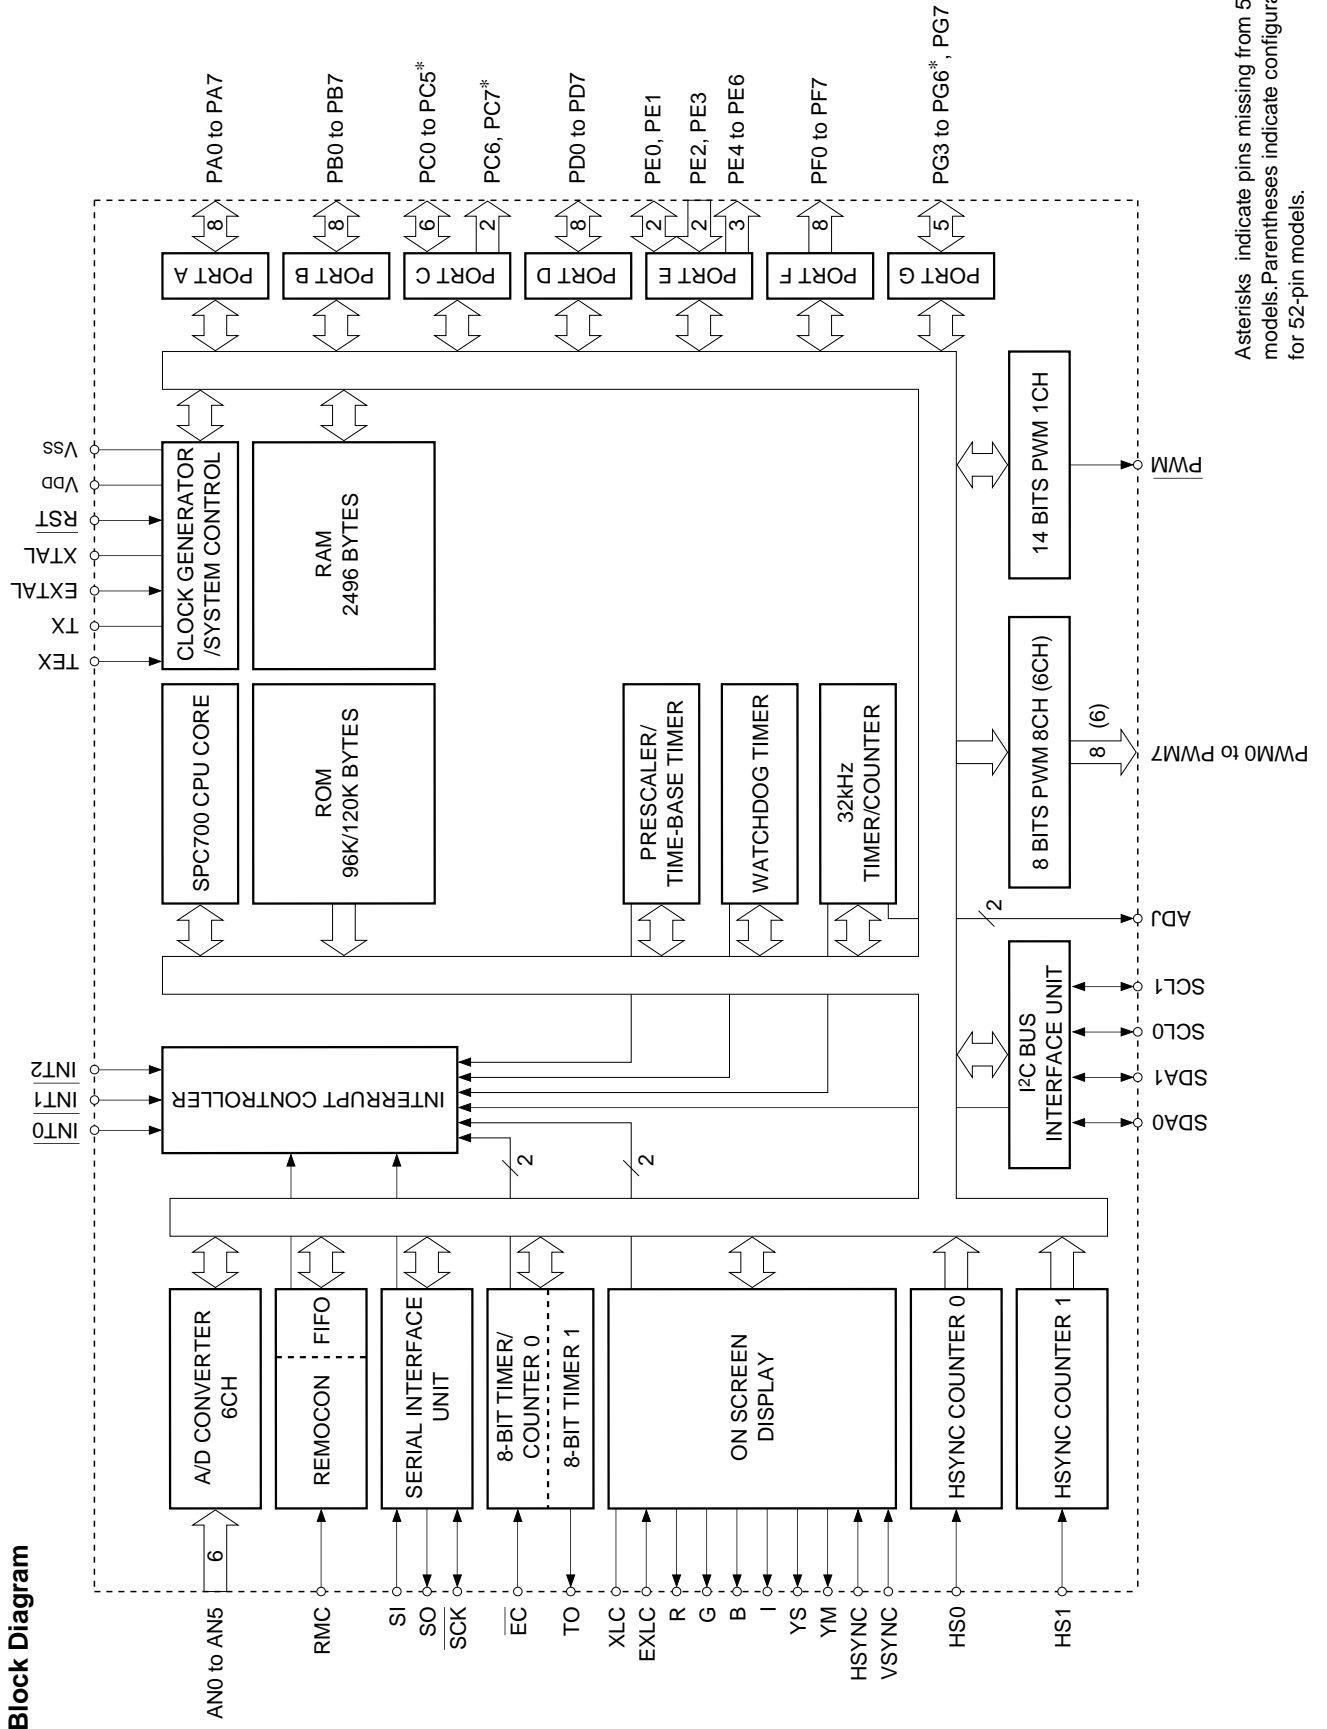 Block Diagram
AN0 to AN5
6
A/D CONVERTER
6CH
RMC
REMOCON
FIFO
SI
SO
SCK
SERIAL INTERFACE
UNIT
EC
TO
8-BIT TIMER/
COUNTER 0
8-BIT TIMER 1
2
XLC
EXLC
R
G
B
I
YS
YM
HSYNC
VSYNC
ON SCREEN
DISPLAY
2
HS0
HSYNC COUNTER 0
HS1
HSYNC COUNTER 1
INT0
INT1
INT2
INTERRUPT CONTROLLER
SPC700 CPU CORE
ROM
96K/120K BYTES
PRESCALER/
TIME-BASE TIMER
WATCHDOG TIMER
32kHz
TIMER/COUNTER
TEX
TX
EXTAL
XTAL
RST
VDD
VSS
CLOCK GENERATOR
/SYSTEM CONTROL
RAM
2496 BYTES
PORT A
8
PA0 to PA7
PORT B
8
PB0 to PB7
PORT C
6
PC0 to PC5*
2
PC6, PC7*
PORT D
8
PD0 to PD7
PORT E
2
PE0, PE1
2
PE2, PE3
3
PE4 to PE6
PORT F
8
PF0 to PF7
PORT G
5
PG3 to PG6*, PG7
I²C BUS
INTERFACE UNIT
SDA0
SDA1
SCL0
SCL1
2
ADJ
8 BITS PWM 8CH (6CH)
8
(6)
PWM0 to PWM7
14 BITS PWM 1CH
PWM
Asterisks indicate pins missing from 5
models.Parentheses indicate
for 52-pin models.